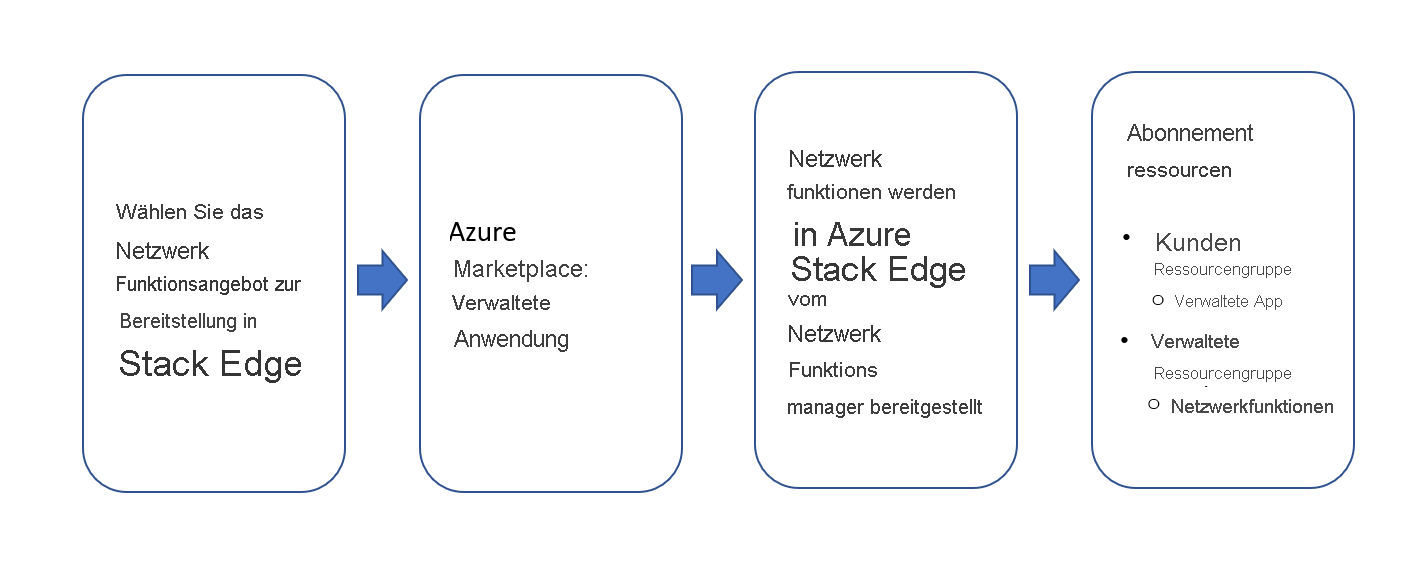 Wählen Sie das
Netzwerk
Funktionsangebot zur
Bereitstellung in
Stack Edge
Azure
Marketplace:
Verwaltete
Anwendung
Netzwerk
funktionen werden
in Azure
Stack Edge
vom
Netzwerk
Funktions
manager bereitgestellt
Abonnement
ressourcen
• Kunden
Ressourcengruppe
o Verwaltete App
• Verwaltete
Ressourcengruppe
o Netzwerkfunktionen